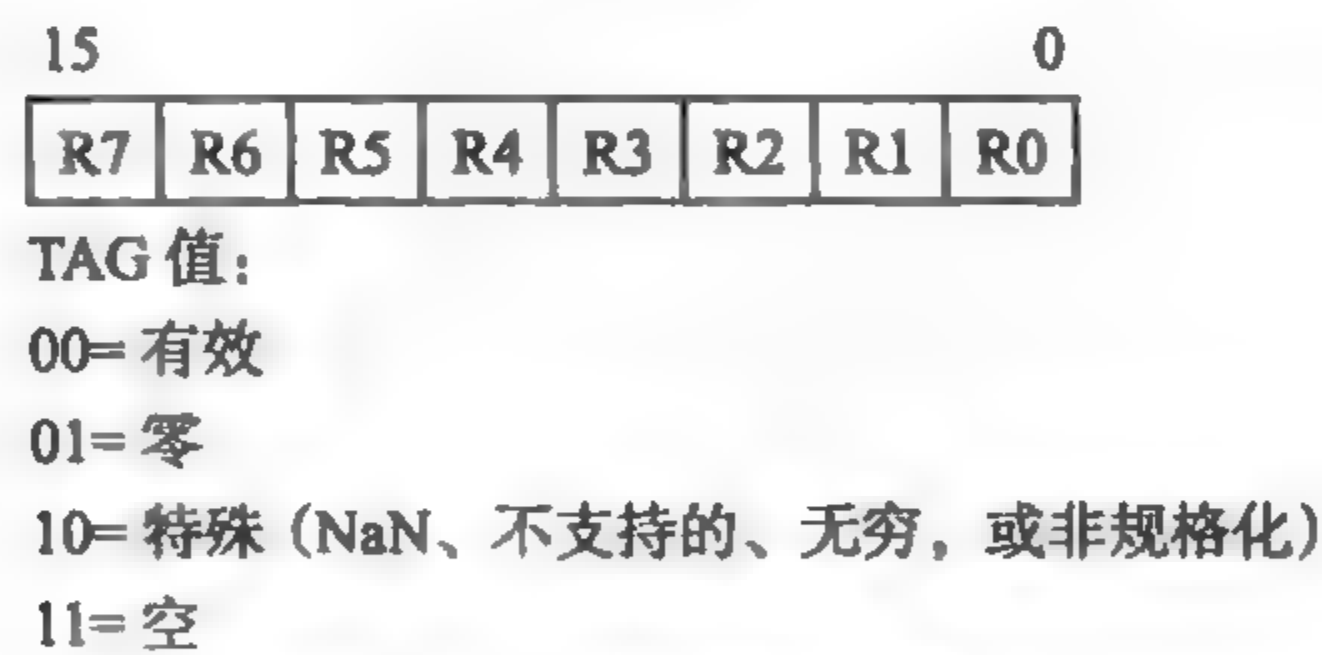 15 0
R7 R6 R5 R4 R3 R2 R1 R0
TAG 值：
00= 有效
01= 零
10= 特殊（NaN、不支持的、无穷，或非规格化）
11= 空